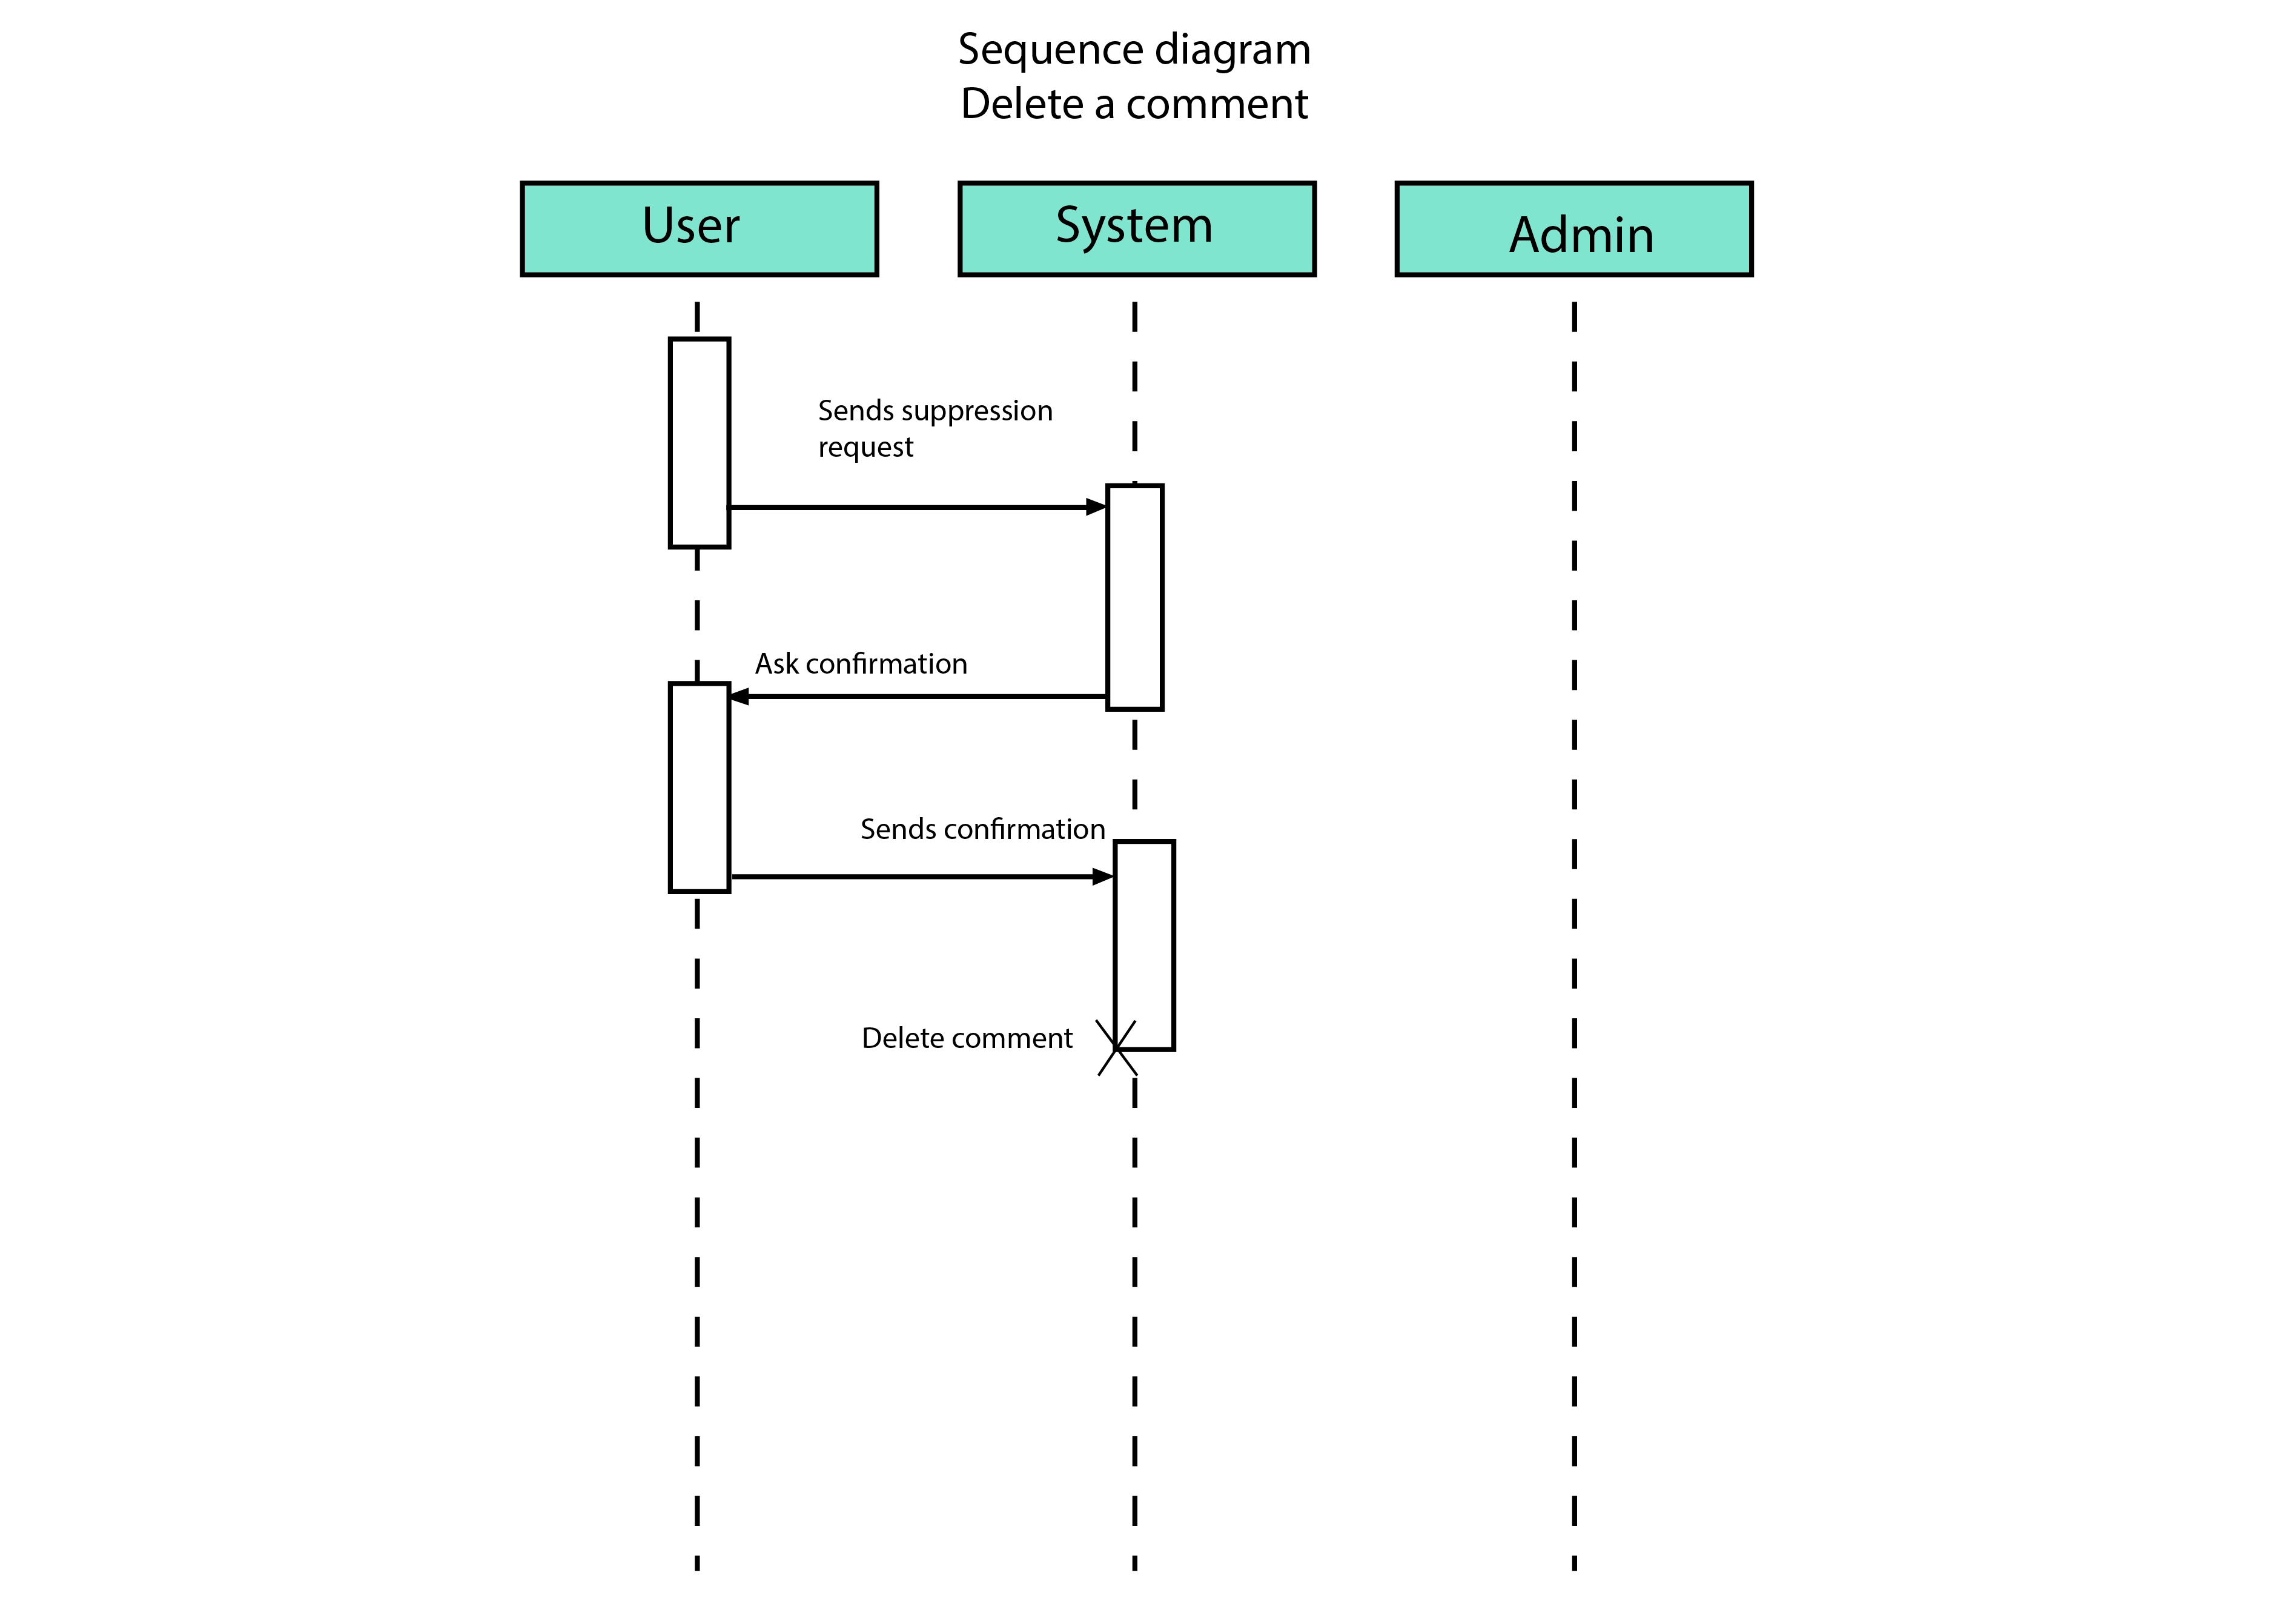 Sequence diagram
Delete a comment
User
System
Admin
Sends suppression
request
Ask confirmation
Sends confirmation
Delete comment